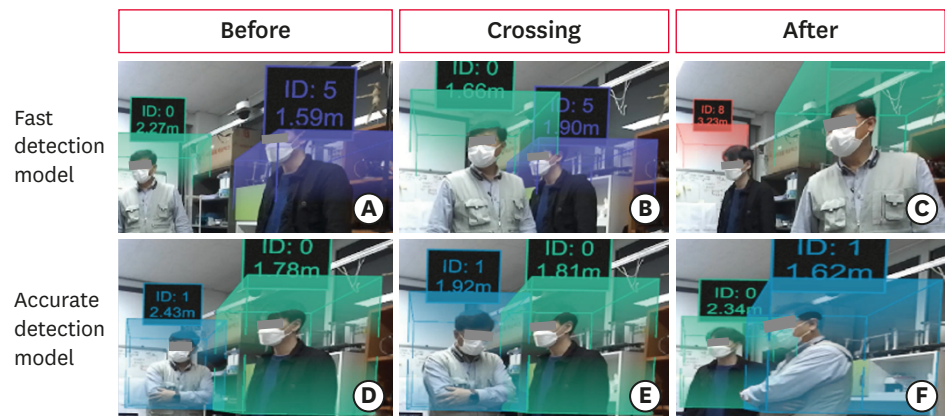 Before
Crossing
After
Fast
detection
model
ID: 0
2.27m
ID: 5
1.59m
A
ID: 0
1.66m
ID: 5
.90m
B
ID: 8
3.23m
C
Accurate
detection
model
ID: 1
2.43m
ID: 0
1.78m
D
ID: 1
1.92m
ID: 0
1.81m
E
ID: 0
2.34m
ID: 1
1.62m
F